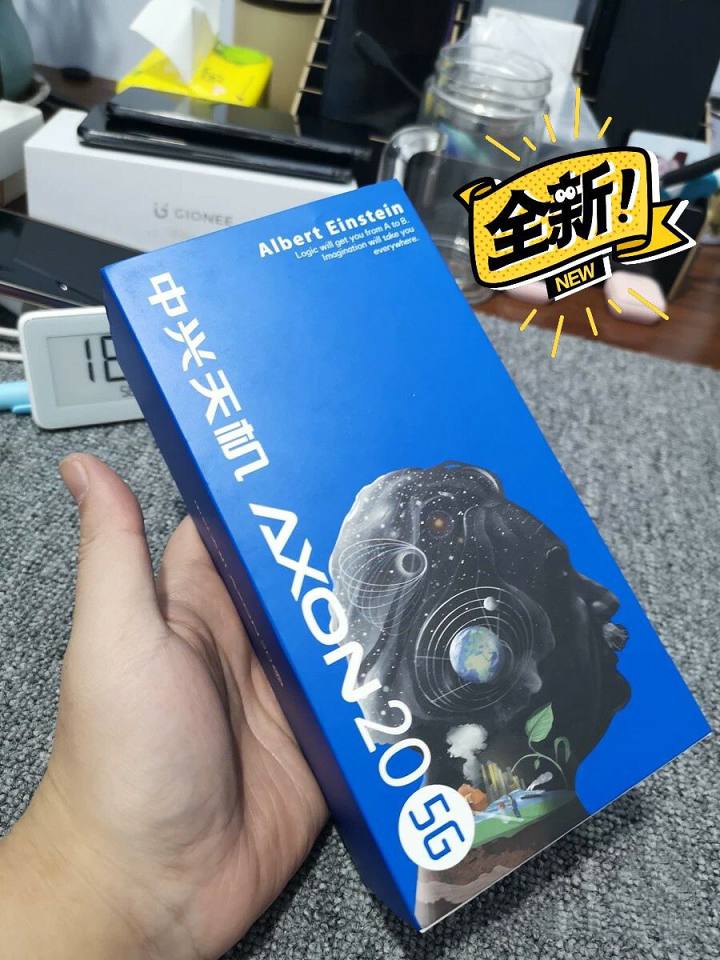 GIONEE
Albert Einstein
Logic will get you from A to B.
Imagination will take you
everywhere.
全新!
NEW
中兴天机 AXON 20 5G